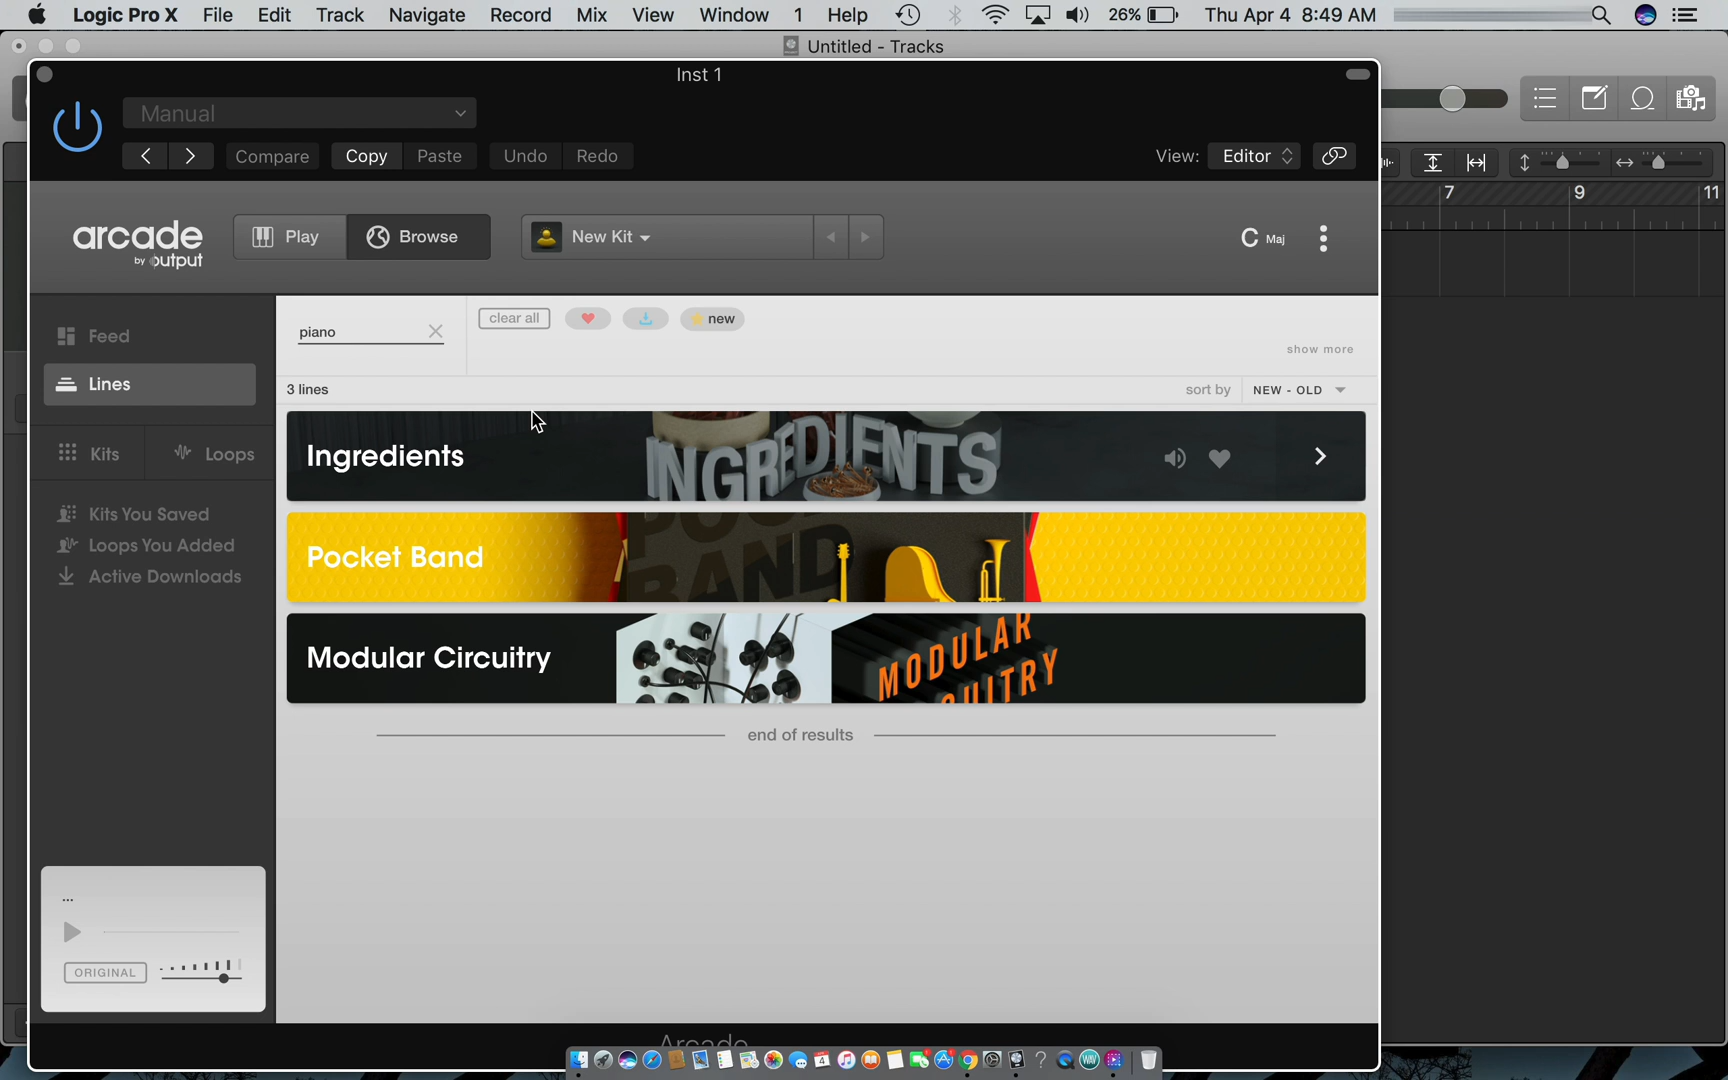 Logic Pro X File Edit Track Navigate Record Mix View Window 1 Help 26% Thu Apr 4 8:49 AM
Untitled - Tracks
Inst 1
Manual
Compare Copy Paste Undo Redo View: Editor
7 9 11
arcade
by output
Play Browse New Kit C Maj
Feed
Lines
Kits Loops
Kits You Saved
Loops You Added
Active Downloads
piano
clear all new
show more
3 lines sort by NEW - OLD
Ingredients INGREDIENTS
Pocket Band POCKET BAND
Modular Circuitry MODULAR
end of results
...
ORIGINAL
Arcade